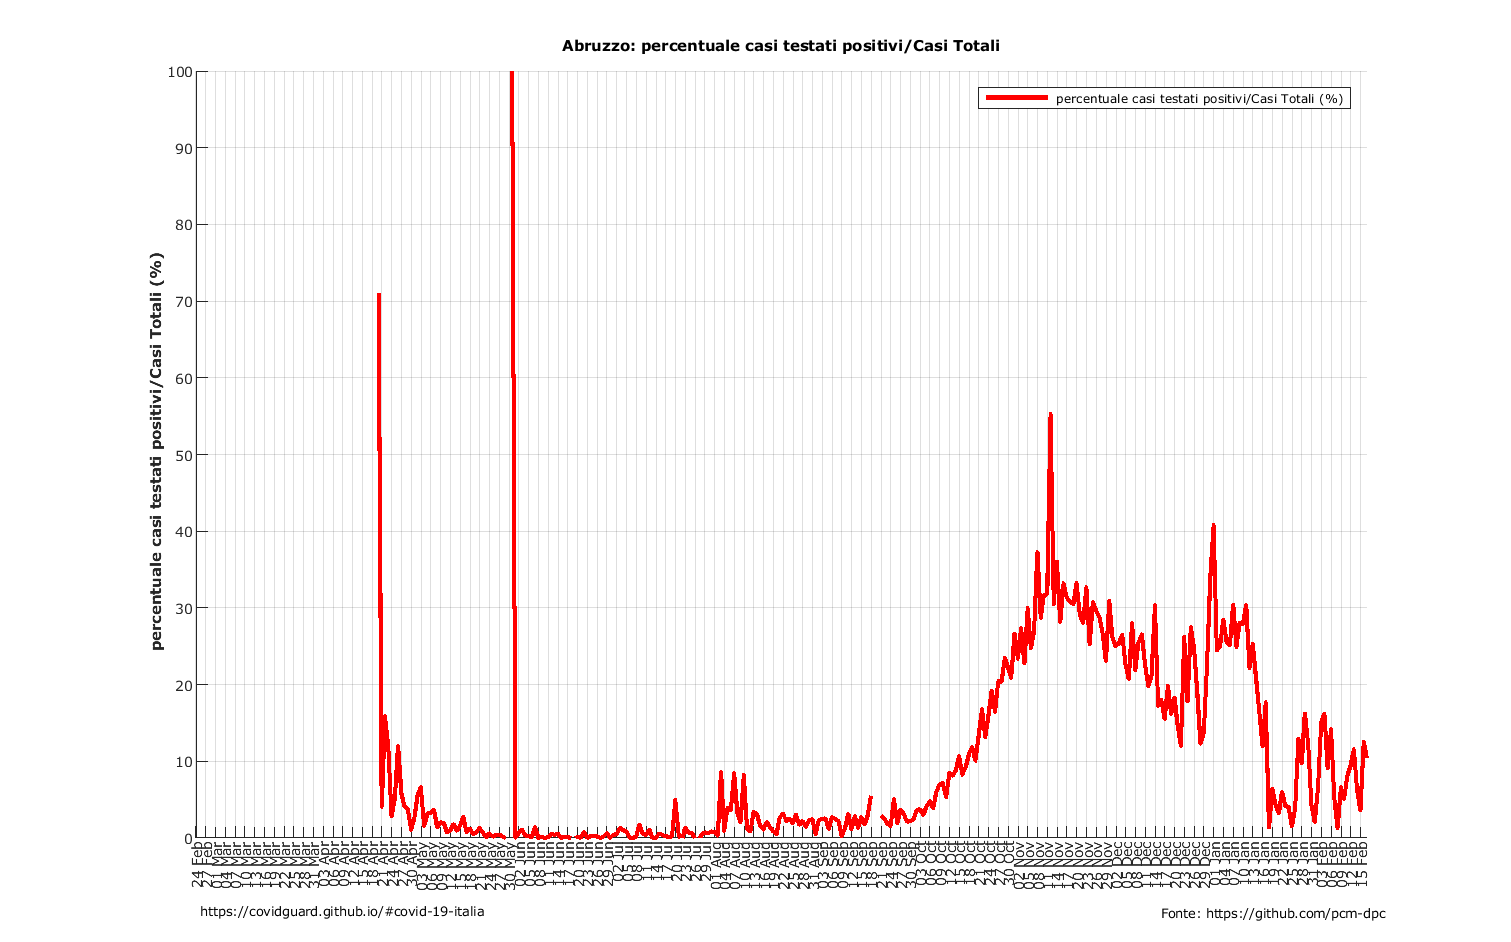 Abruzzo: percentuale casi testati positivi/Casi Totali
percentuale casi testati positivi/Casi Totali (%)
percentuale casi testati positivi/Casi Totali (%)
100
90
80
70
60
50
40
30
20
10
0
24 Feb
27 Feb
01 Mar
04 Mar
07 Mar
10 Mar
13 Mar
16 Mar
19 Mar
22 Mar
25 Mar
28 Mar
31 Mar
03 Apr
06 Apr
09 Apr
12 Apr
15 Apr
18 Apr
21 Apr
24 Apr
27 Apr
30 Apr
03 May
06 May
09 May
12 May
15 May
18 May
21 May
24 May
27 May
30 May
02 Jun
05 Jun
08 Jun
11 Jun
14 Jun
17 Jun
20 Jun
23 Jun
26 Jun
29 Jun
02 Jul
05 Jul
08 Jul
11 Jul
14 Jul
17 Jul
20 Jul
23 Jul
26 Jul
29 Jul
01 Aug
04 Aug
07 Aug
10 Aug
13 Aug
16 Aug
19 Aug
22 Aug
25 Aug
28 Aug
31 Aug
03 Sep
06 Sep
09 Sep
12 Sep
15 Sep
18 Sep
21 Sep
24 Sep
27 Sep
30 Sep
03 Oct
06 Oct
09 Oct
12 Oct
15 Oct
18 Oct
21 Oct
24 Oct
27 Oct
30 Oct
02 Nov
05 Nov
08 Nov
11 Nov
14 Nov
17 Nov
20 Nov
23 Nov
26 Nov
29 Nov
02 Dec
05 Dec
08 Dec
11 Dec
14 Dec
17 Dec
20 Dec
23 Dec
26 Dec
29 Dec
01 Jan
04 Jan
07 Jan
10 Jan
13 Jan
16 Jan
19 Jan
22 Jan
25 Jan
28 Jan
31 Jan
03 Feb
06 Feb
09 Feb
12 Feb
15 Feb
https://covidguard.github.io/#covid-19-italia
Fonte: https://github.com/pcm-dpc